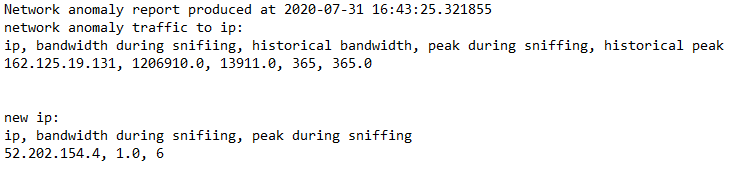 Network anomaly report produced at 2020-07-31 16:43:25.321855
network anomaly traffic to ip:
ip, bandwidth during snifiing, historical bandwidth, peak during sniffing, historical peak
162.125.19.131, 1206910.0, 13911.0, 365, 365.0
new ip:
ip, bandwidth during snifiing, peak during sniffing
52.202.154.4, 1.0, 6